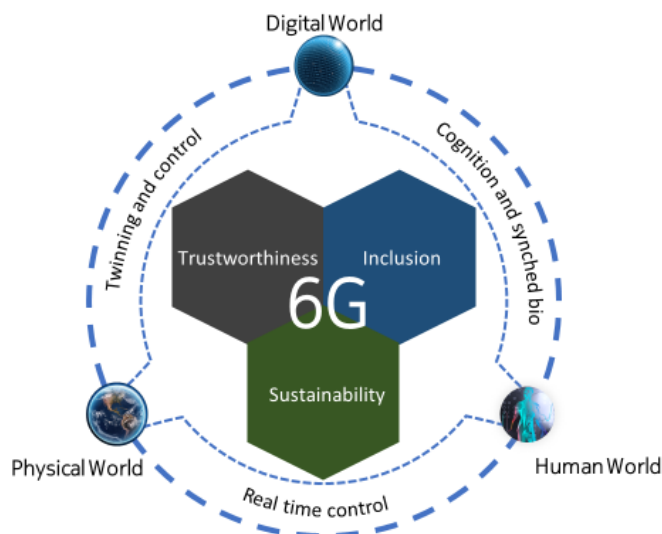 Digital World
Twinning and control
Cognition and synched bio
Trustworthiness
Inclusion
6G
Sustainability
Physical World
Human World
Real time control